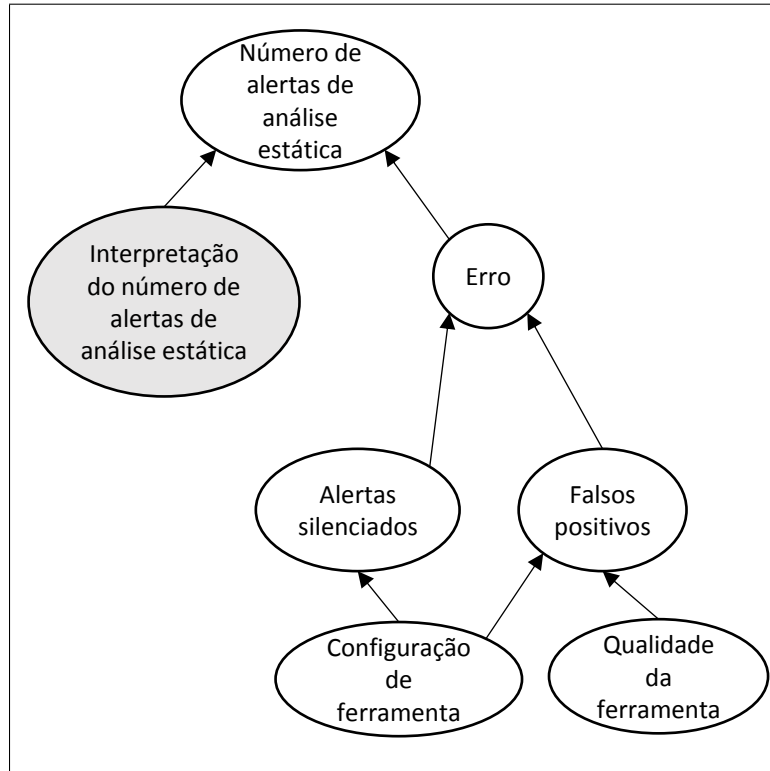 Número de
alertas de
análise
estática
Interpretação
do número de
alertas de
análise estática
Erro
Alertas
silenciados
Falsos
positivos
Configuração
de
ferramenta
Qualidade
da
ferramenta